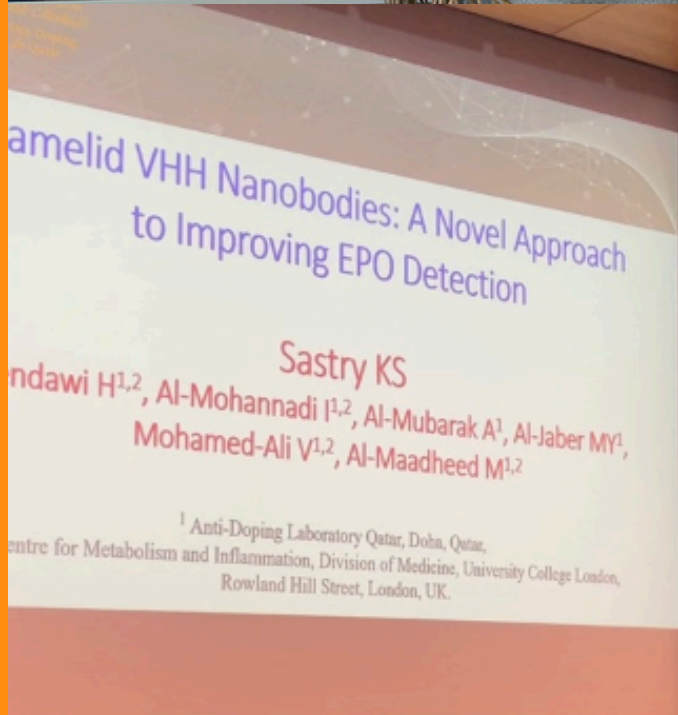 amelid VHH Nanobodies: A Novel Approach
to Improving EPO Detection
Sastry KS
ndawi H1,2, Al-Mohannadi I1,2, Al-Mubarak A1, Al-Jaber MY1,
Mohamed-Ali V1,2, Al-Maadheed M1,2
1 Anti-Doping Laboratory Qatar, Doha, Qatar,
entre for Metabolism and Inflammation, Division of Medicine, University College London,
Rowland Hill Street, London, UK.